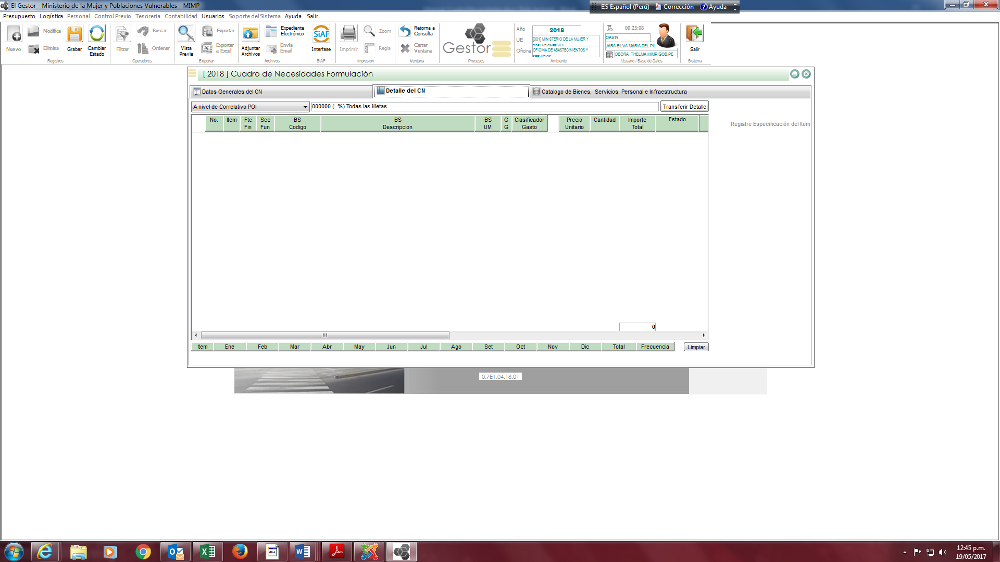 El Gestor - Ministerio de la Mujer y Poblaciones Vulnerables - MIMP
ES Español (Perú) Corrección Ayuda
Presupuesto Logística Personal Control Previo Tesoreria Contabilidad Usuarios Soporte del Sistema Ayuda Salir
Nuevo
Modifica
Elimina
Grabar
Cambiar
Estado
Registros
Filtrar
Buscar
Ordenar
Operadores
Vista
Previa
Exportar
Exportar
a Excel
Exportar
Adjuntar
Archivos
Expediente
Electrónico
Envia
Email
Archivos
SiAF
Interfase
SIAF
Imprimir
Zoom
Regla
Impresión
Retorna a
Consulta
Cerrar
Ventana
Ventana
Gestor
Procesos
Año 2018
UE [001] MINISTERIO DE LA MUJER Y
Oficina OFICINA DE ABASTECIMIENTOS Y
Ambiente
00:25:08
OAS19
JARA SILVA MARIA DEL PIL
DBORA_THELMA.MIMP.GOB.PE
Usuario / Base de Datos
Salir
Sistema
[ 2018 ] Cuadro de Necesidades Formulación
Datos Generales del CN
Detalle del CN
Catalogo de Bienes, Servicios, Personal e Infraestructura
A nivel de Correlativo POI
000000 (_%) Todas las Metas
Transferir Detalle
No. Item Fte Fin Sec Fun BS Codigo BS Descripcion BS UM G G Clasificador Gasto Precio Unitario Cantidad Importe Total Estado
Registre Especificación del Item
0
Item Ene Feb Mar Abr May Jun Jul Ago Set Oct Nov Dic Total Frecuencia
Limpiar
0.7E1.04.18.01
12:45 p.m.
19/05/2017